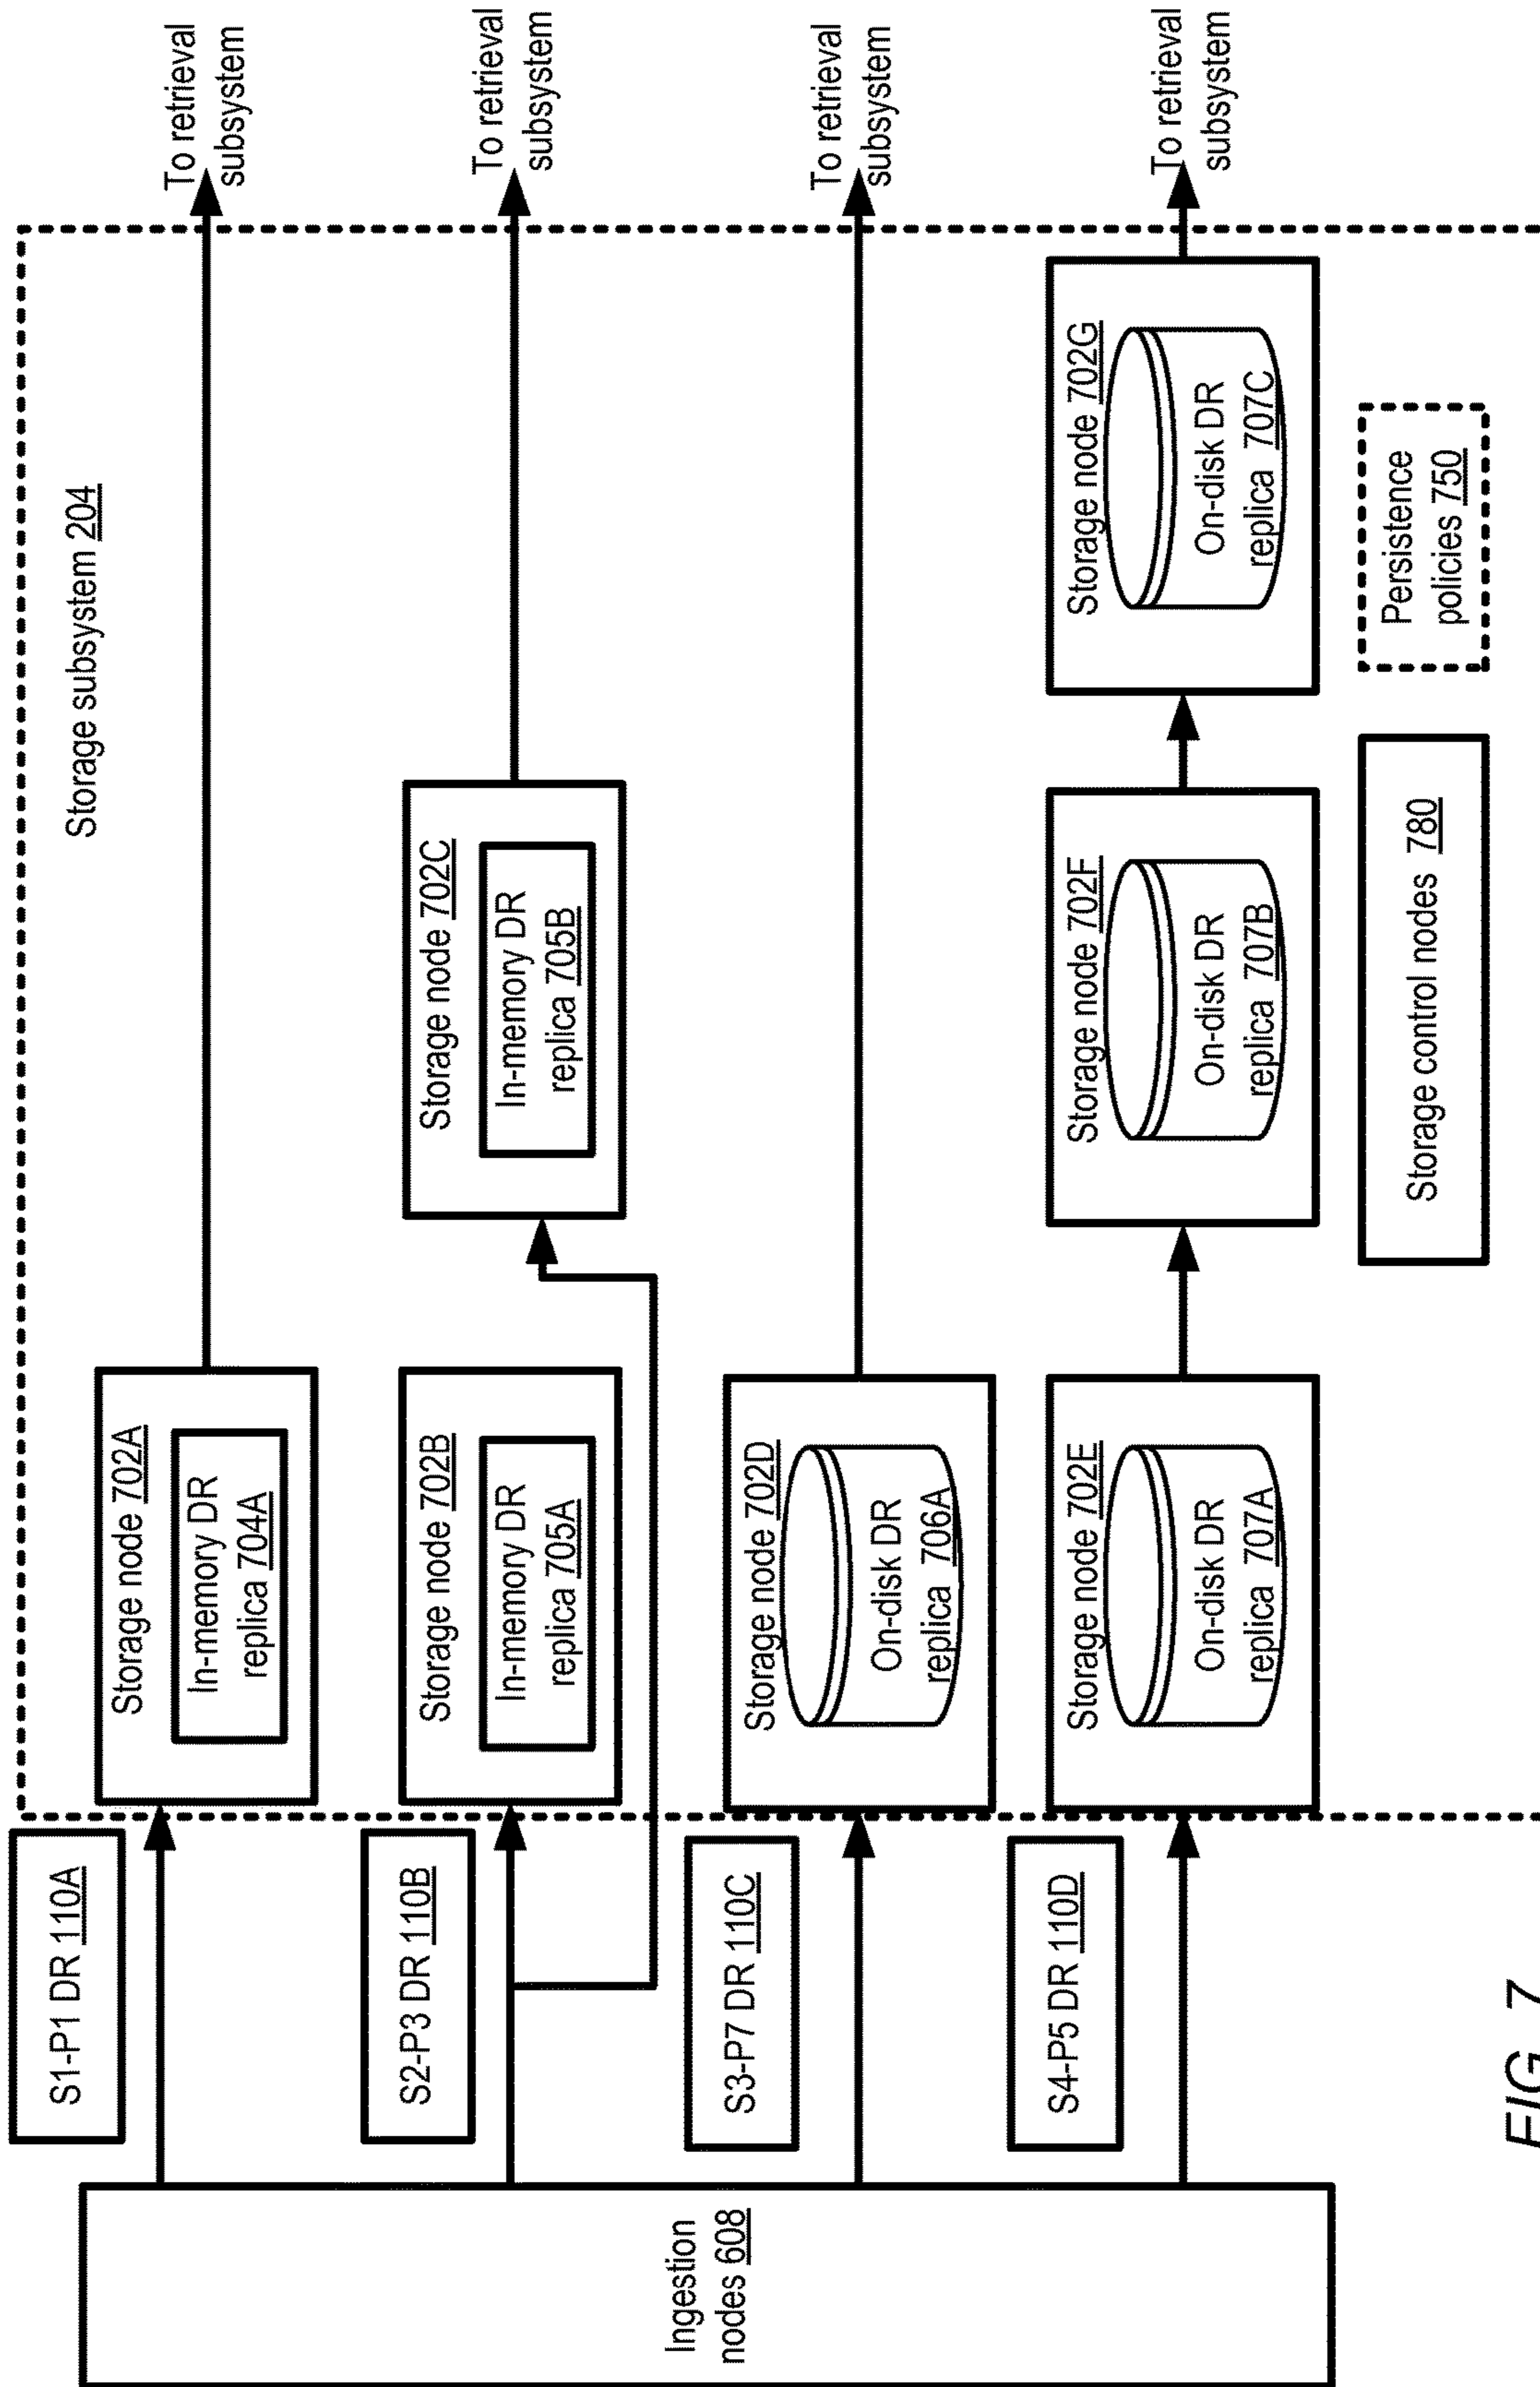 Storage subsystem 204
S1-P1 DR 110A
Storage node 702A
In-memory DR
replica 704A
To retrieval
subsystem
S2-P3 DR 110B
Storage node 702B
In-memory DR
replica 705A
Storage node 702C
In-memory DR
replica 705B
To retrieval
subsystem
Ingestion
nodes 608
S3-P7 DR 110C
Storage node 702D
On-disk DR
replica 706A
To retrieval
subsystem
S4-P5 DR 110D
Storage node 702E
On-disk DR
replica 707A
Storage node 702F
On-disk DR
replica 707B
Storage node 702G
On-disk DR
replica 707C
To retrieval
subsystem
Storage control nodes 780
Persistence
policies 750
FIG. 7